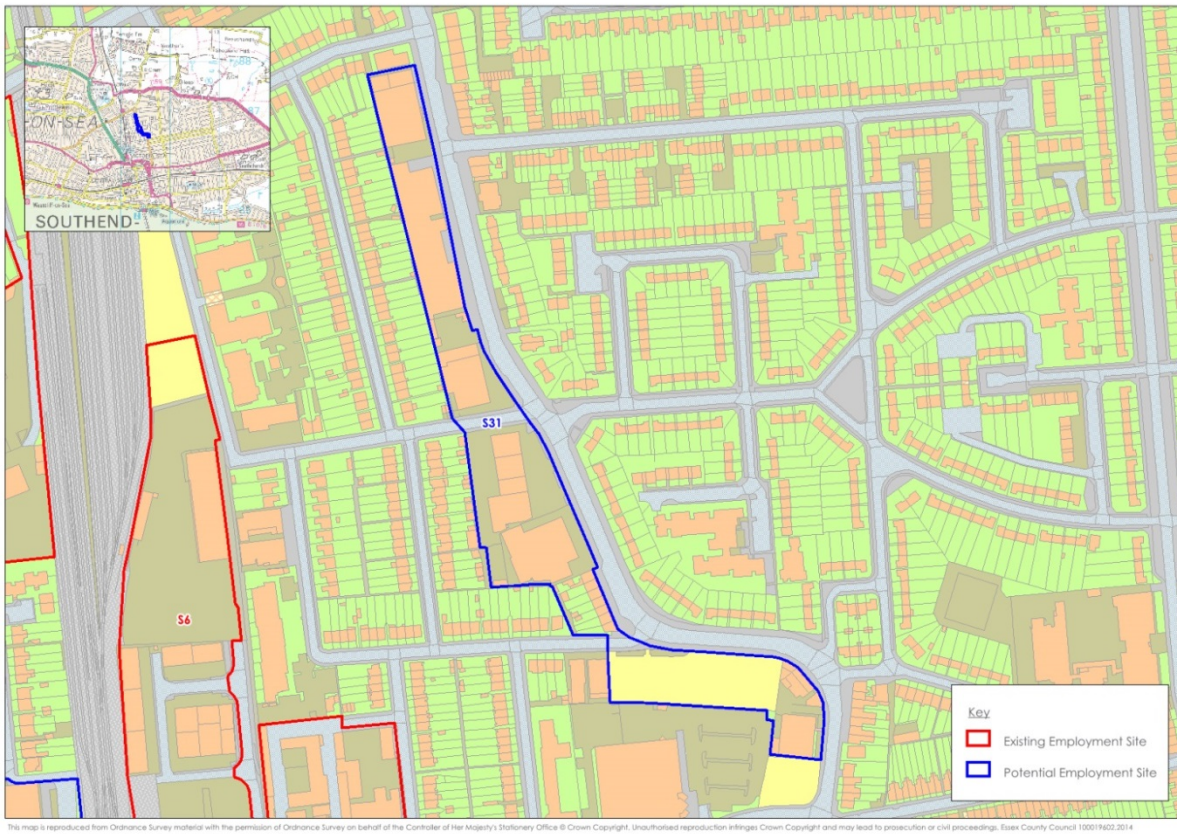 -ON-SEA
SOUTHEND-
S31
S6
Key
Existing Employment Site
Potential Employment Site
This map is reproduced from Ordnance Survey material with the permission of Ordnance Survey on behalf of the Controller of Her Majesty's Stationery Office © Crown Copyright. Unauthorised reproduction infringes Crown Copyright and may lead to prosecution or civil proceedings. Essex County Council 100019602,2014